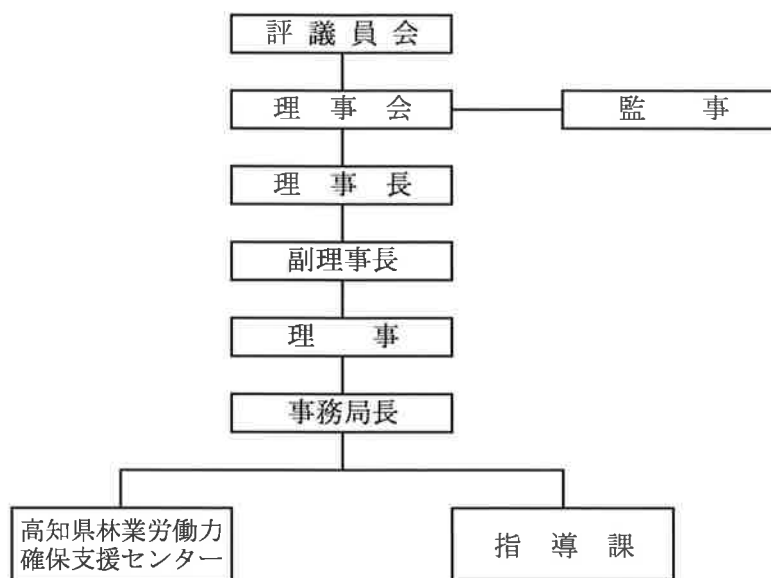 評議員会
理事会
監事
理事長
副理事長
理事
事務局長
高知県林業労働力
確保支援センター
指導課